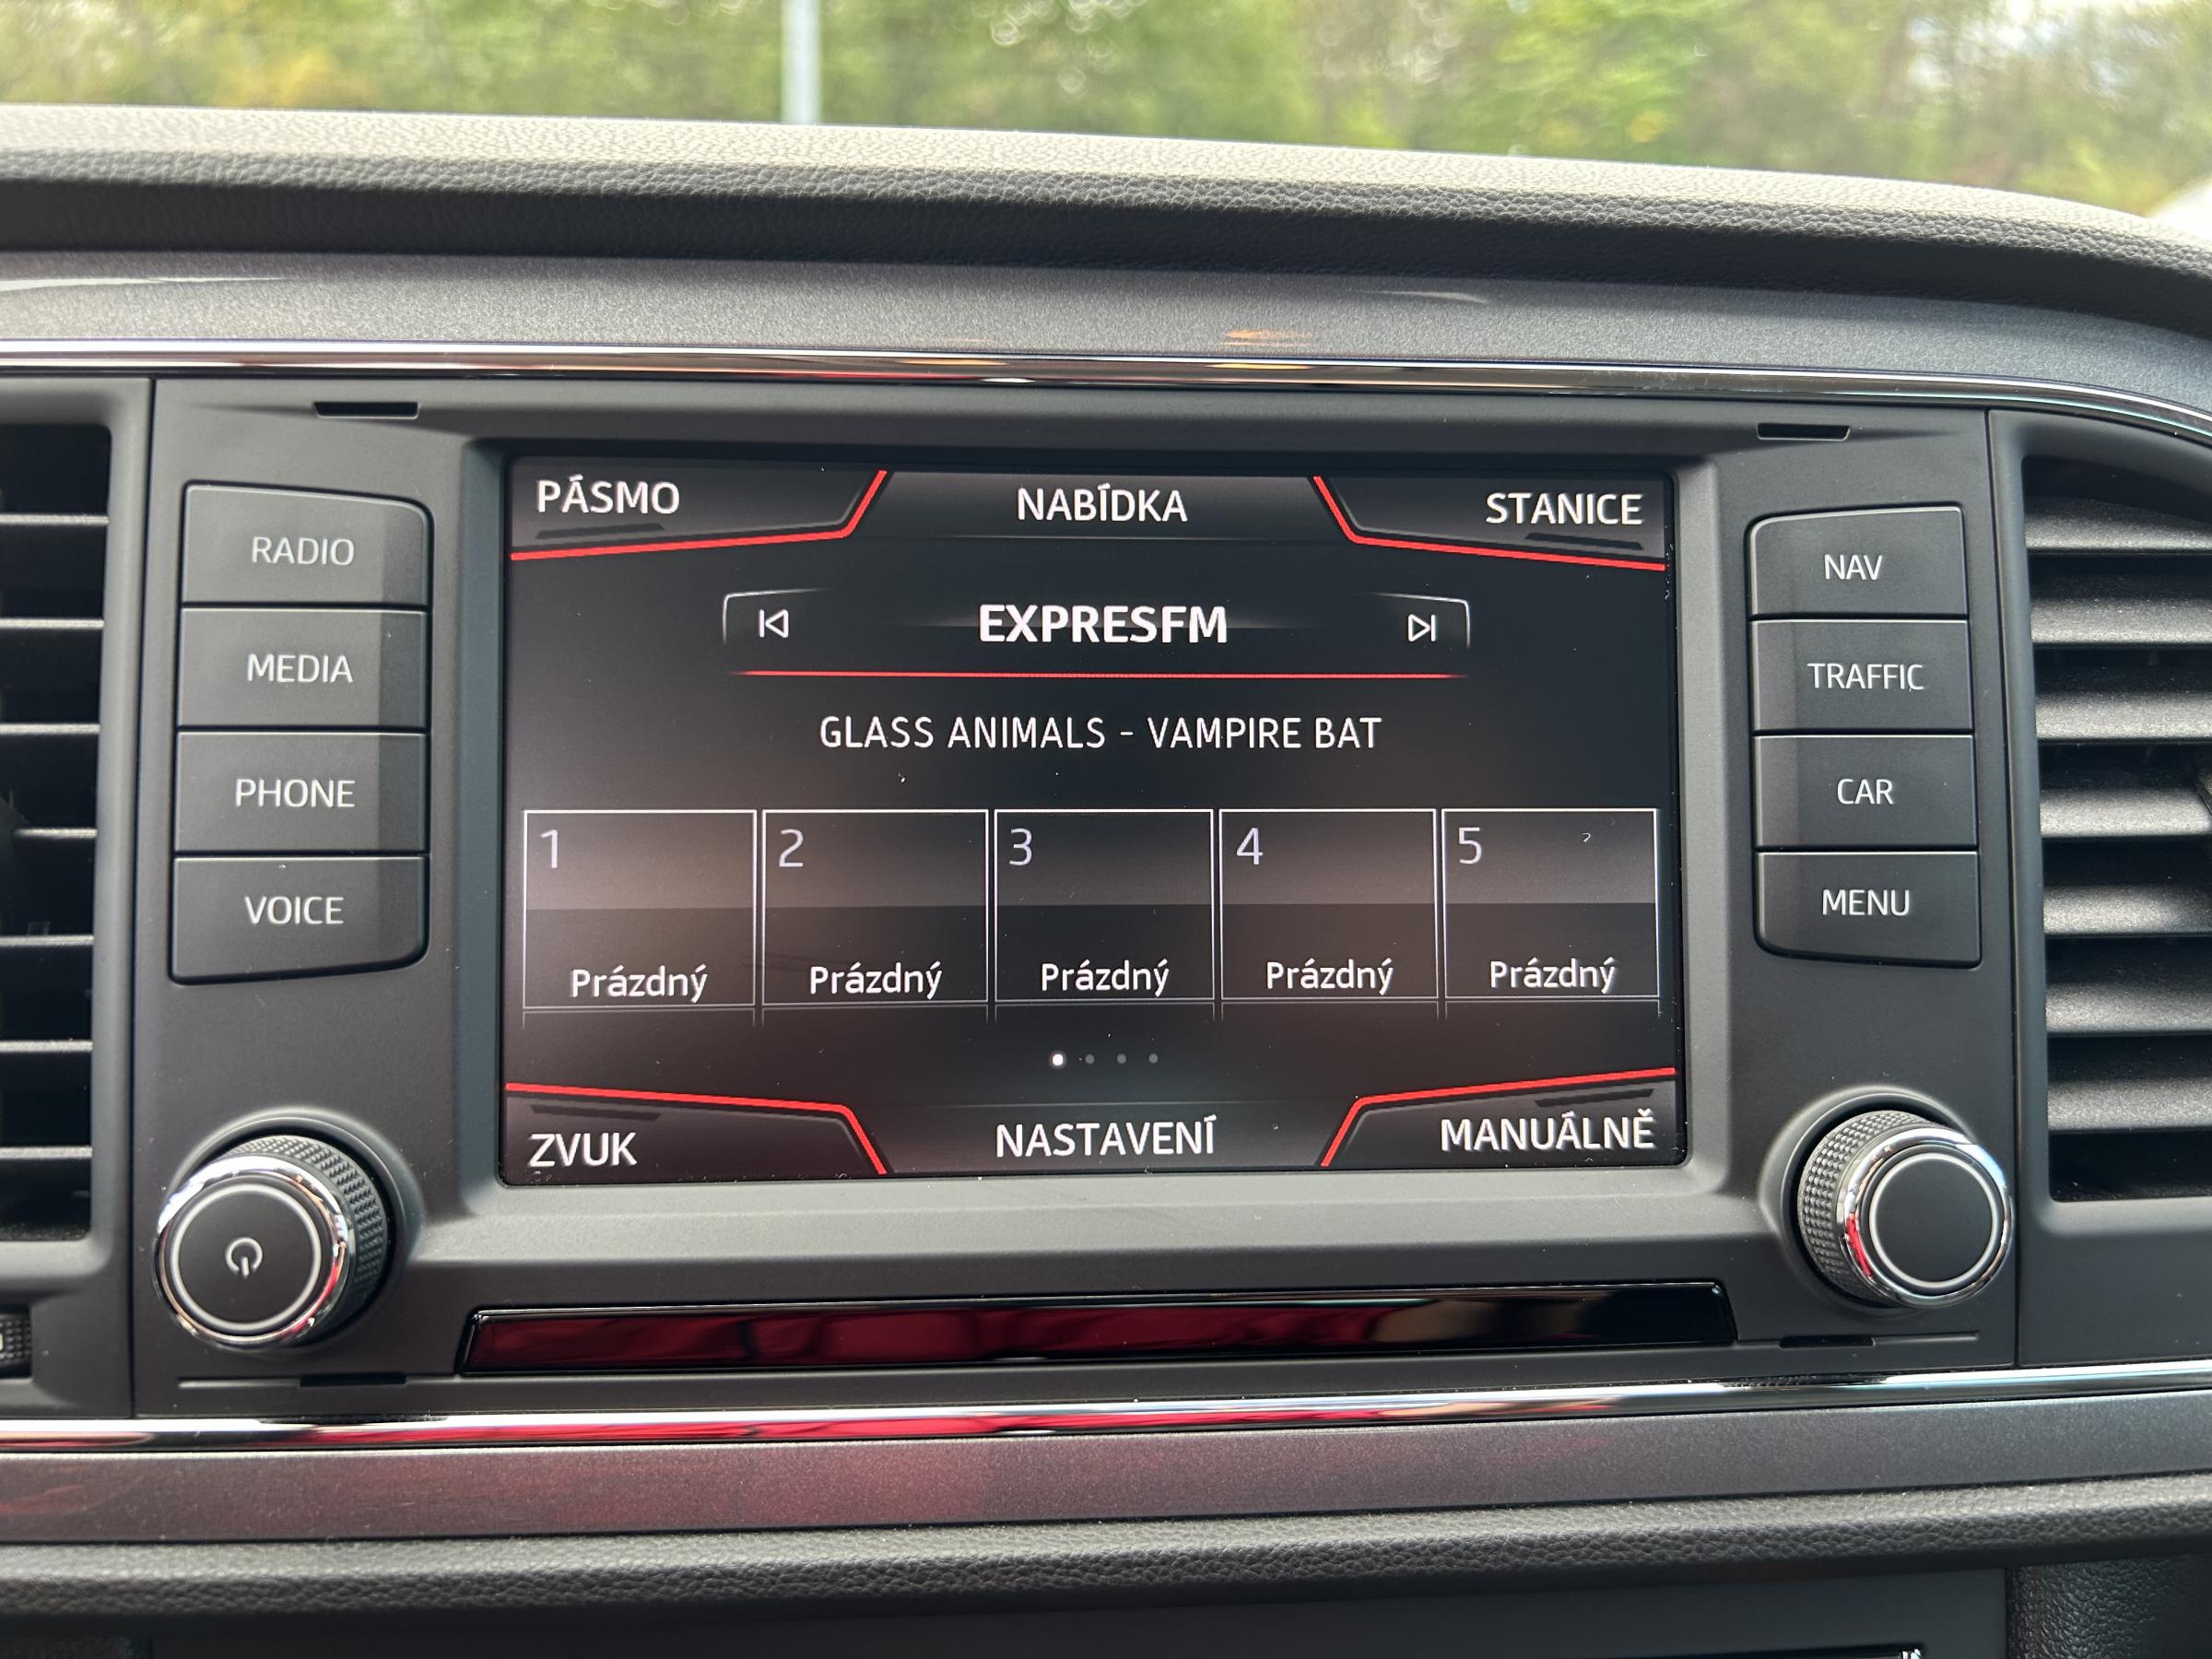 RADIO
MEDIA
PHONE
VOICE
PÁSMO
NABÍDKA
STANICE
EXPRESFM
GLASS ANIMALS - VAMPIRE BAT
1
2
3
4
5
Prázdný
Prázdný
Prázdný
Prázdný
Prázdný
ZVUK
NASTAVENÍ
MANUÁLNĚ
NAV
TRAFFIC
CAR
MENU